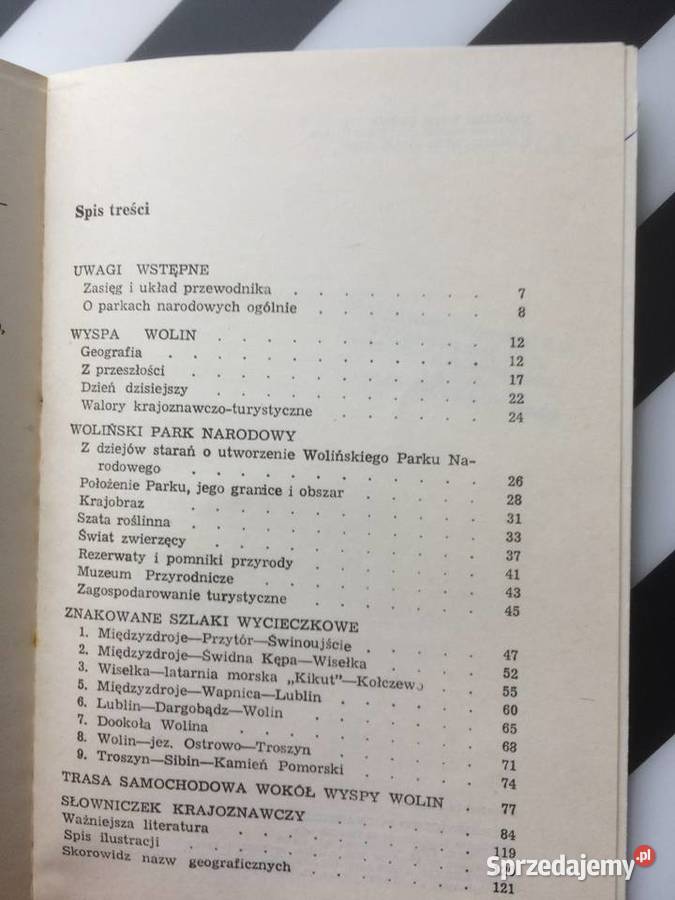 Spis treści
UWAGI WSTĘPNE
Zasięg i układ przewodnika . . . . . . 7
O parkach narodowych ogólnie . . . . . 8
WYSPA WOLIN . . . . . . . . . 12
Geografia . . . . . . . . . . 12
Z przeszłości . . . . . . . . . 17
Dzień dzisiejszy . . . . . . . . 22
Walory krajoznawczo-turystyczne . . . . 24
WOLIŃSKI PARK NARODOWY
Z dziejów starań o utworzenie Wolińskiego Parku Na-
rodowego . . . . . . . . . 26
Położenie Parku, jego granice i obszar . . . . 28
Krajobraz . . . . . . . . . 31
Szata roślinna . . . . . . . . 33
Świat zwierzęcy . . . . . . . . 37
Rezerwaty i pomniki przyrody . . . . . 41
Muzeum Przyrodnicze . . . . . . 43
Zagospodarowanie turystyczne . . . . . 45
ZNAKOWANE SZLAKI WYCIECZKOWE
1. Międzyzdroje—Przytór—Świnoujście . . . . 47
2. Międzyzdroje—Świdna Kępa—Wisełka . . . 52
3. Wisełka—latarnia morska „Kikut”—Kołczewo . . 55
5. Międzyzdroje—Wapnica—Lublin . . . . . 60
6. Lublin—Dargobądz—Wolin . . . . . 65
7. Dookoła Wolina . . . . . . . 68
8. Wolin—jez. Ostrowo—Troszyn . . . . . 71
9. Troszyn—Sibin—Kamień Pomorski . . . . 74
TRASA SAMOCHODOWA WOKÓŁ WYSPY WOLIN . 77
SŁOWNICZEK KRAJOZNAWCZY . . . . . 84
Ważniejsza literatura . . . . . . . 119
Spis ilustracji . . . . . . . .
Skorowidz nazw geograficznych . . . . . 121
Sprzedajemy.pl